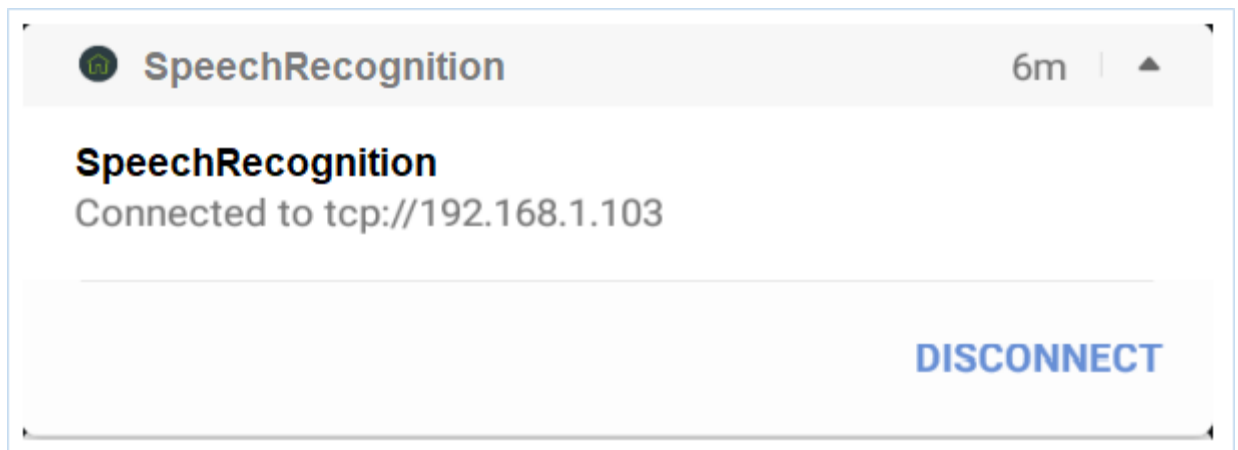 SpeechRecognition 6m
SpeechRecognition
Connected to tcp://192.168.1.103
DISCONNECT